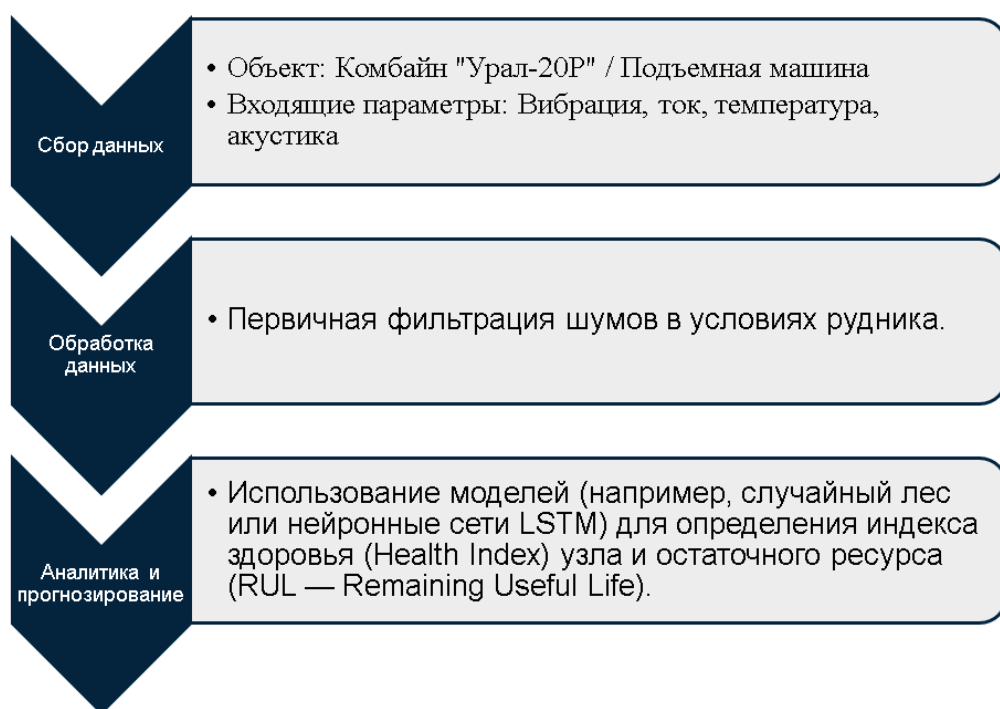 Сбор данных
• Объект: Комбайн "Урал-20Р" / Подъемная машина
• Входящие параметры: Вибрация, ток, температура,
акустика
Обработка
данных
• Первичная фильтрация шумов в условиях рудника.
Аналитика и
прогнозирование
• Использование моделей (например, случайный лес
или нейронные сети LSTM) для определения индекса
здоровья (Health Index) узла и остаточного ресурса
(RUL — Remaining Useful Life).